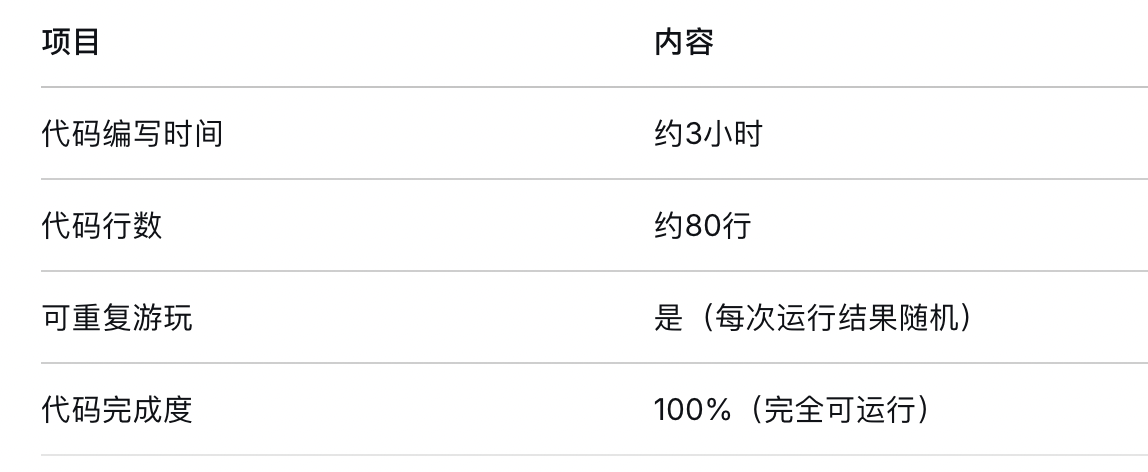 项目 内容
代码编写时间 约3小时
代码行数 约80行
可重复游玩 是（每次运行结果随机）
代码完成度 100%（完全可运行）